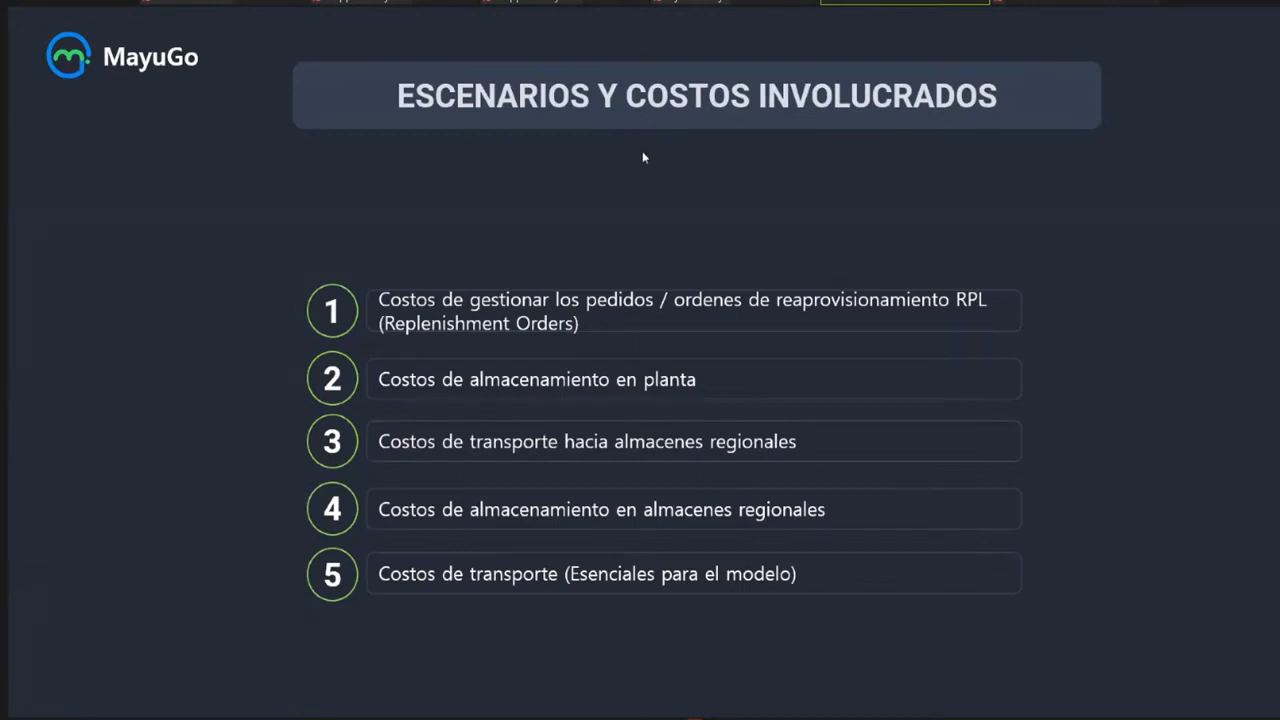 MayuGo
ESCENARIOS Y COSTOS INVOLUCRADOS
1
Costos de gestionar los pedidos / ordenes de reaprovisionamiento RPL
(Replenishment Orders)
2
Costos de almacenamiento en planta
3
Costos de transporte hacia almacenes regionales
4
Costos de almacenamiento en almacenes regionales
5
Costos de transporte (Esenciales para el modelo)